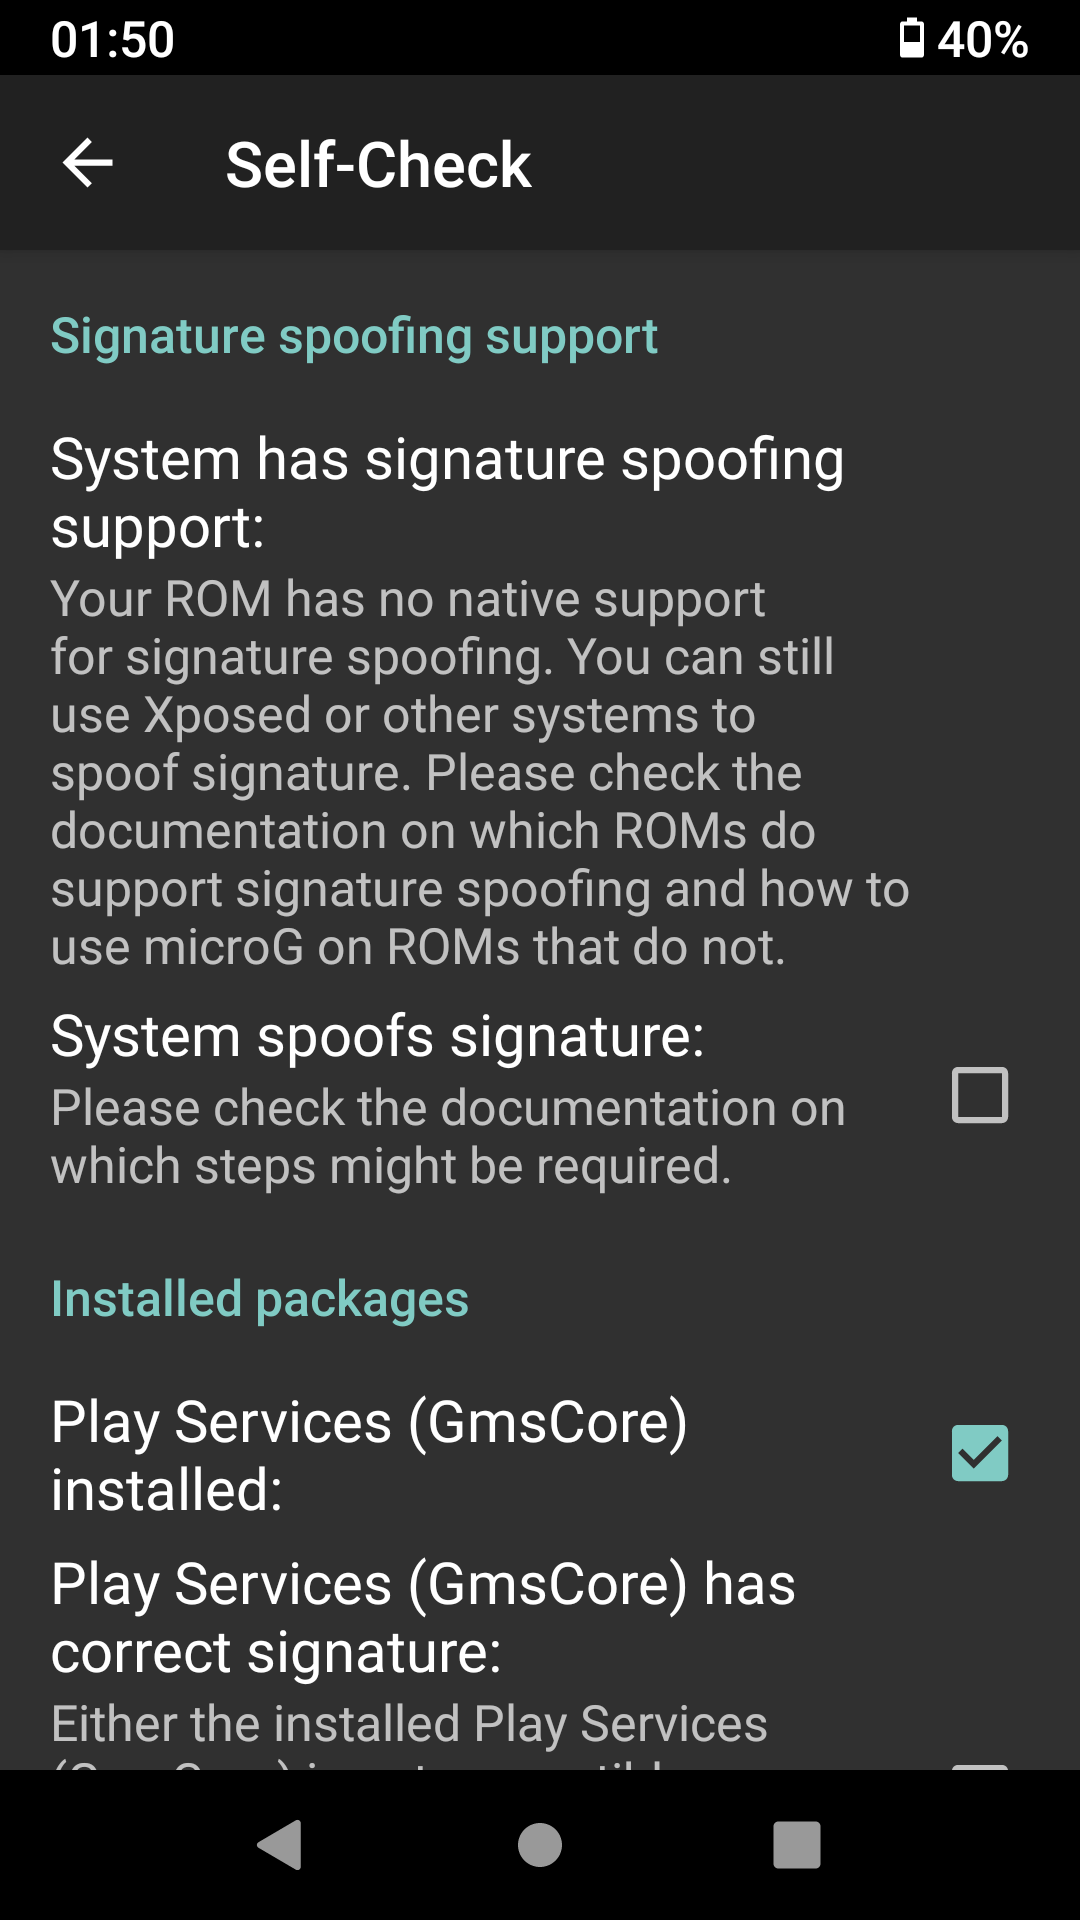 01:50
40%
Self-Check
Signature spoofing support
System has signature spoofing
support:
Your ROM has no native support
for signature spoofing. You can still
use Xposed or other systems to
spoof signature. Please check the
documentation on which ROMs do
support signature spoofing and how to
use microG on ROMs that do not.
System spoofs signature:
Please check the documentation on
which steps might be required.
Installed packages
Play Services (GmsCore)
installed:
Play Services (GmsCore) has
correct signature:
Either the installed Play Services